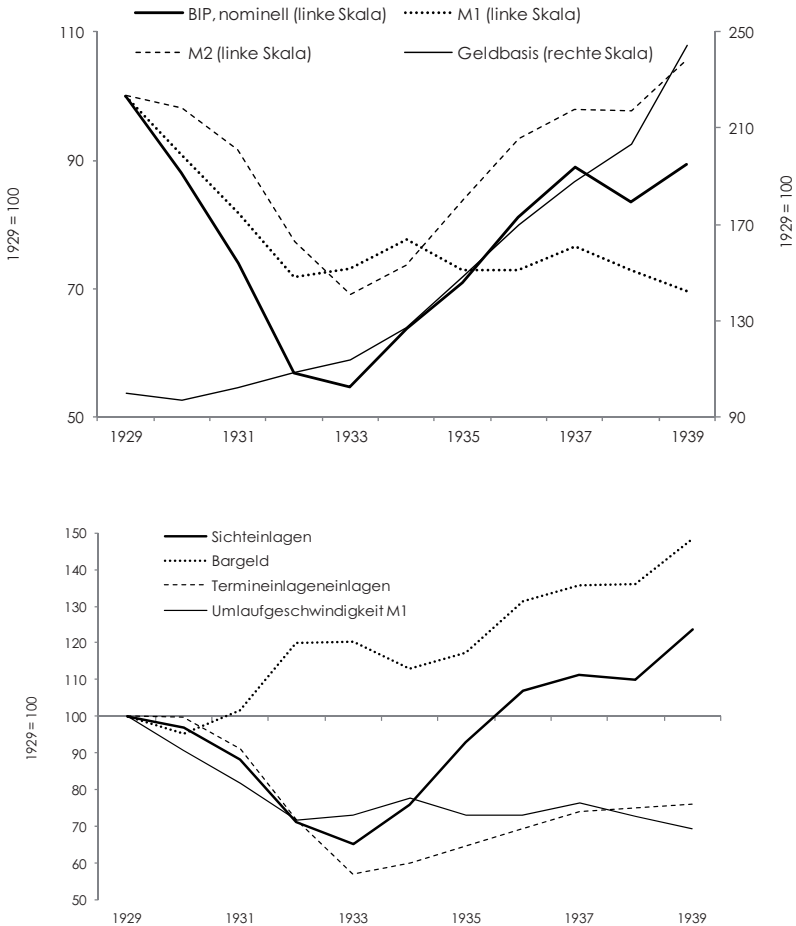 BIP, nominell (linke Skala) M1 (linke Skala)
M2 (linke Skala) Geldbasis (rechte Skala)
110 250
210
90
170
70
130
50 90
1929 = 100
1929 = 100
1929 1931 1933 1935 1937 1939
150
140
130
120
110
100
90
80
70
60
50
Sichteinlagen
Bargeld
Termineinlageneinlagen
Umlaufgeschwindigkeit M1
1929 = 100
1929 1931 1933 1935 1937 1939